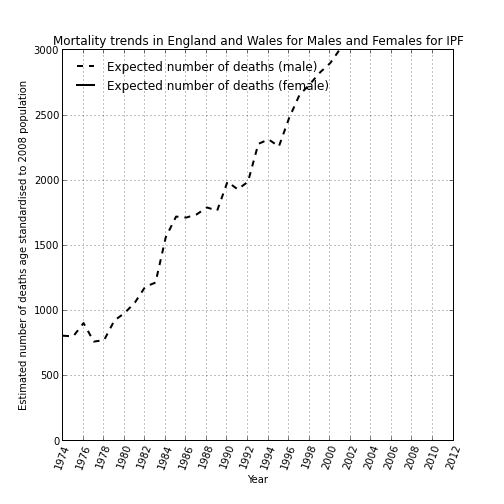 Mortality trends in England and Wales for Males and Females for IPF
Expected number of deaths (male)
Expected number of deaths (female)
Estimated number of deaths age standardised to 2008 population
3000
2500
2000
1500
1000
500
0
1974 1976 1978 1980 1982 1984 1986 1988 1990 1992 1994 1996 1998 2000 2002 2004 2006 2008 2010 2012
Year